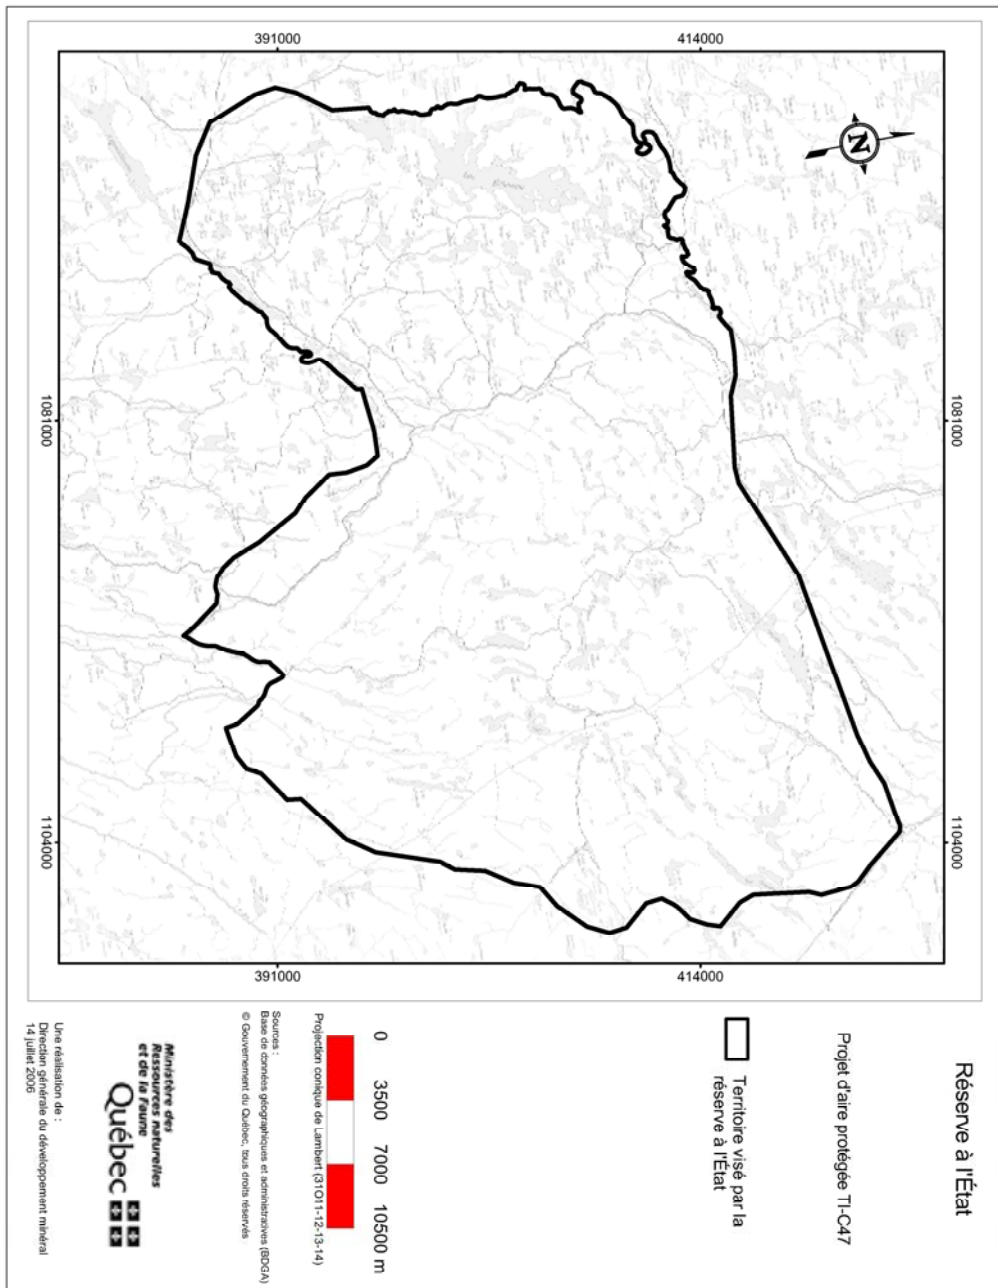 Réserve à l'État
Projet d'aire protégée TI-C47
Territoire visé par la
réserve à l'État
0 3500 7000 10500 m
Projection conique de Lambert (31O11-12-13-14)
Sources :
Base de données géographiques et administratives (BDGA)
© Gouvernement du Québec, tous droits réservés
Ministère des
Ressources naturelles
et de la Faune
Québec
Une réalisation de :
Direction générale du développement minéral
14 juillet 2006
1081000
1104000
414000
414000
N
391000
391000
1081000
1104000